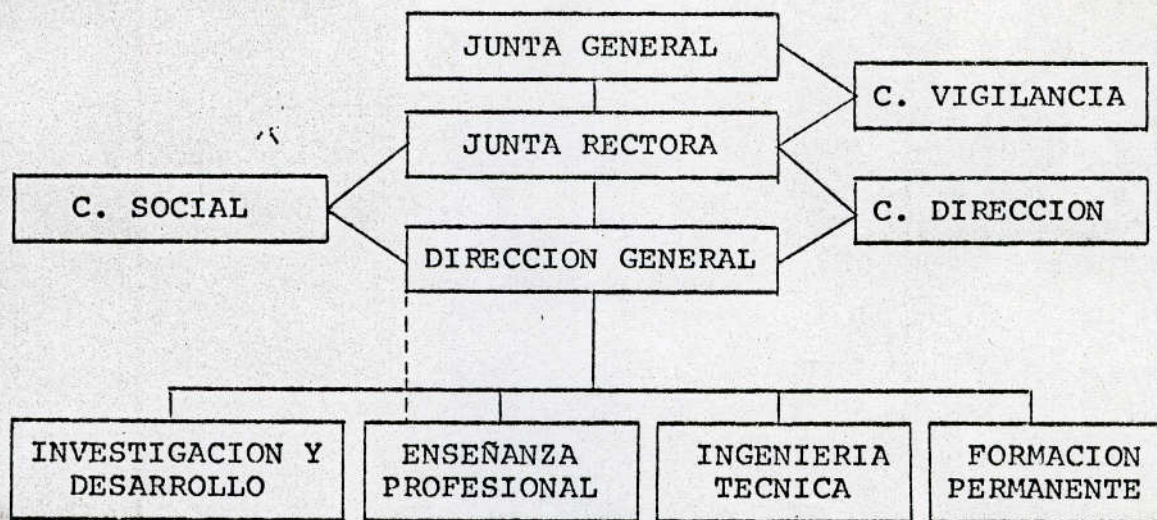 JUNTA GENERAL
C. VIGILANCIA
JUNTA RECTORA
C. SOCIAL
C. DIRECCION
DIRECCION GENERAL
INVESTIGACION Y
DESARROLLO
ENSEÑANZA
PROFESIONAL
INGENIERIA
TECNICA
FORMACION
PERMANENTE